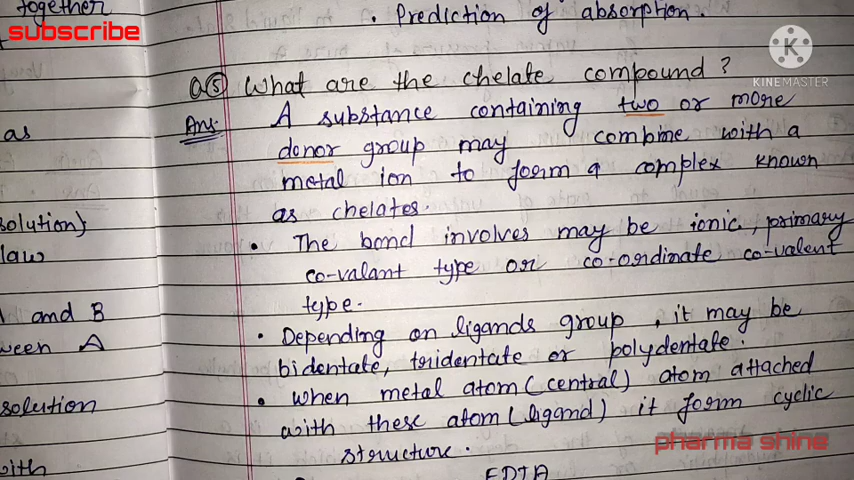 together
subscribe
• Prediction of absorption.
KINEMASTER
Q(5) What are the chelate compound?
as
Ans. A substance containing two or more
donor group may combine with a
metal ion to form a complex known
as chelates.
solution}
law
• The bond involves may be ionic, primary
co-valant type or co-ordinate co-valent
type.
and B
ween A
• Depending on ligands group, it may be
bidentate, tridentate or polydentate.
solution
• When metal atom (central) atom attached
with these atom (ligand) it form cyclic
structure.
pharma shine
with
EDTA